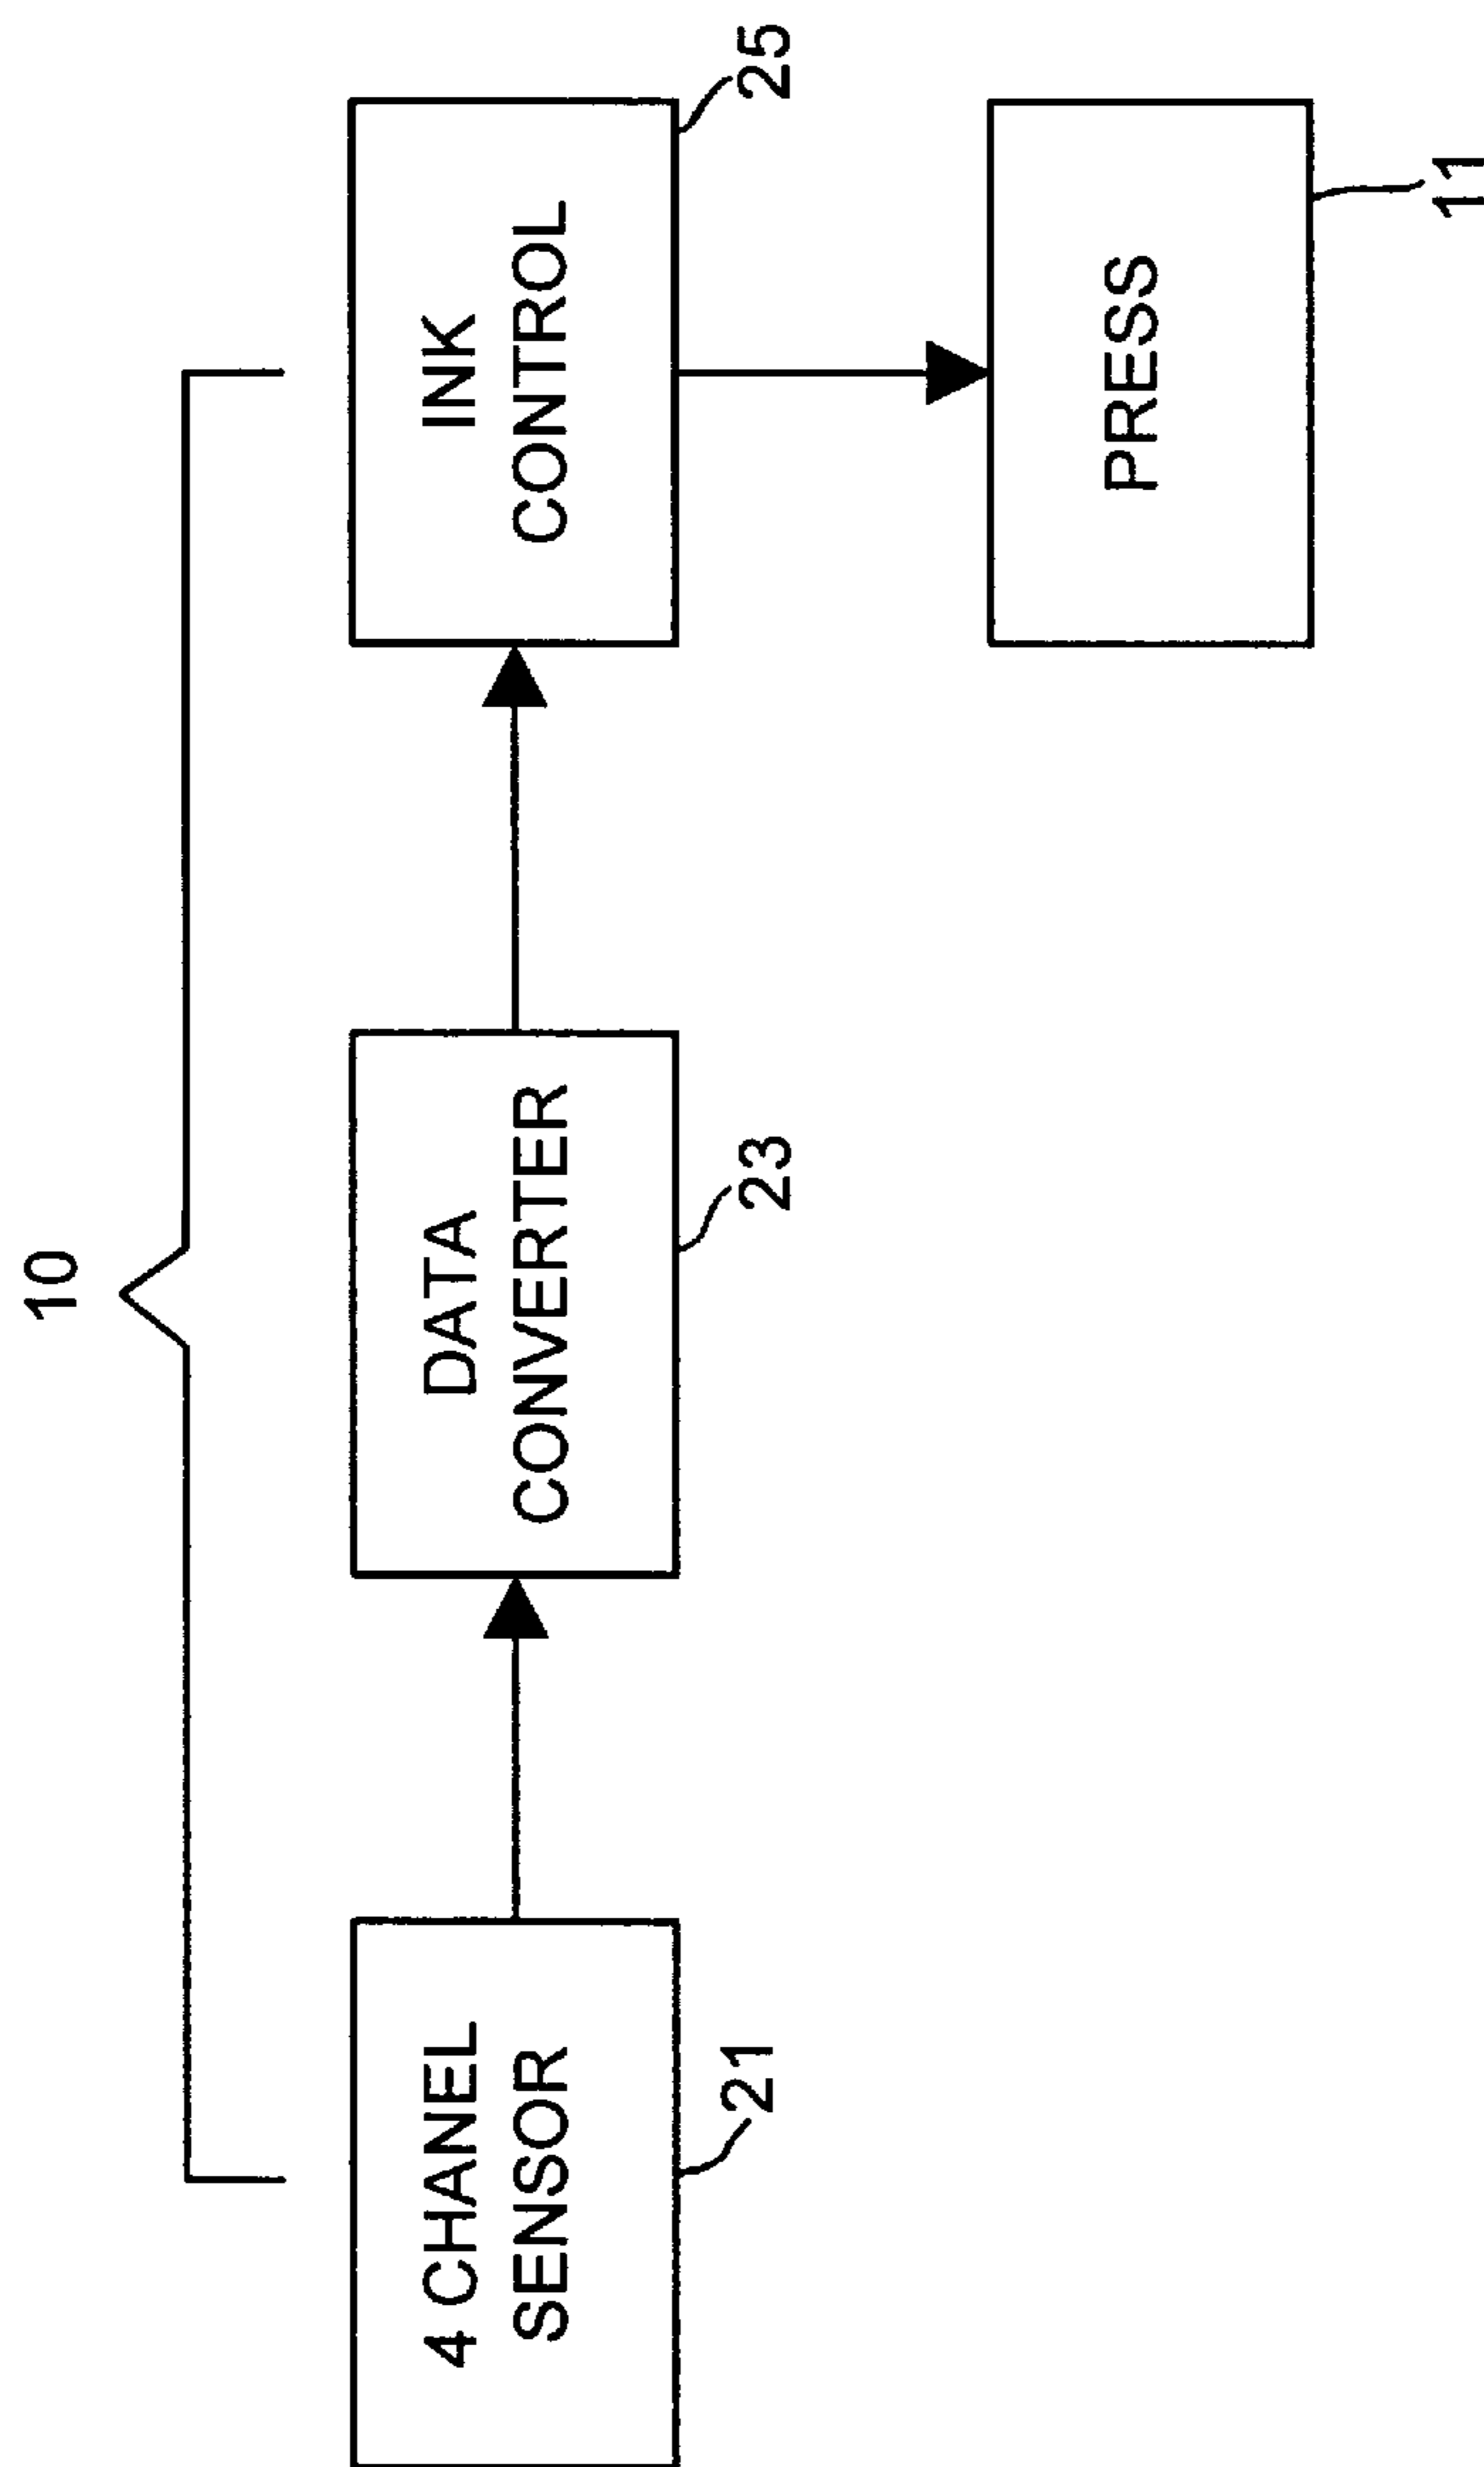 10
4 CHANEL
SENSOR
21
DATA
CONVERTER
23
INK
CONTROL
25
PRESS
11